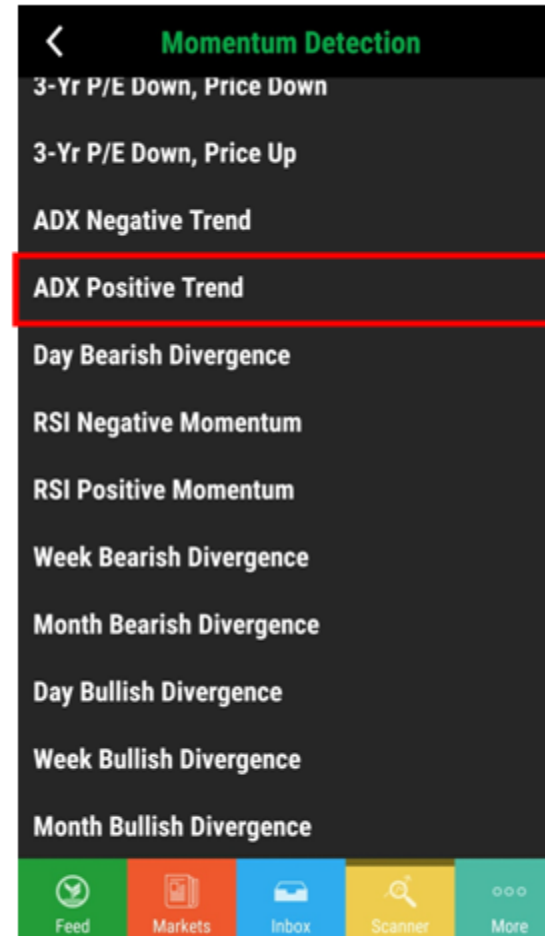 Momentum Detection
3-Yr P/E Down, Price Down
3-Yr P/E Down, Price Up
ADX Negative Trend
ADX Positive Trend
Day Bearish Divergence
RSI Negative Momentum
RSI Positive Momentum
Week Bearish Divergence
Month Bearish Divergence
Day Bullish Divergence
Week Bullish Divergence
Month Bullish Divergence
Feed Markets Inbox Scanner More